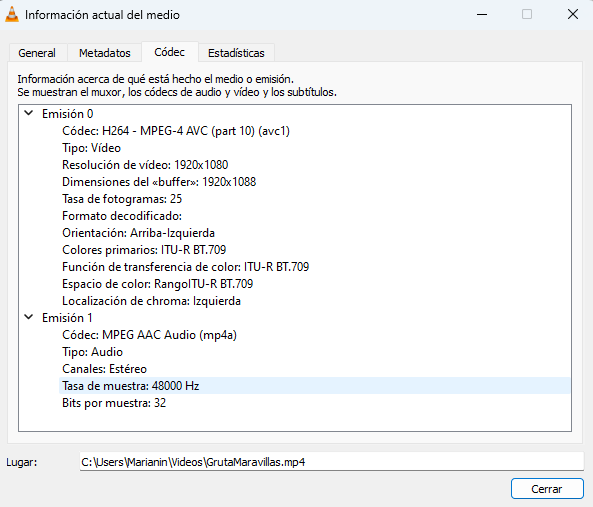 Información actual del medio
General
Metadatos
Códec
Estadísticas
Información acerca de qué está hecho el medio o emisión.
Se muestran el muxor, los códecs de audio y vídeo y los subtítulos.
Emisión 0
Códec: H264 - MPEG-4 AVC (part 10) (avc1)
Tipo: Vídeo
Resolución de vídeo: 1920x1080
Dimensiones del «buffer»: 1920x1088
Tasa de fotogramas: 25
Formato decodificado:
Orientación: Arriba-Izquierda
Colores primarios: ITU-R BT.709
Función de transferencia de color: ITU-R BT.709
Espacio de color: RangoITU-R BT.709
Localización de chroma: Izquierda
Emisión 1
Códec: MPEG AAC Audio (mp4a)
Tipo: Audio
Canales: Estéreo
Tasa de muestra: 48000 Hz
Bits por muestra: 32
Lugar: C:\Users\Marianin\Videos\GrutaMaravillas.mp4
Cerrar